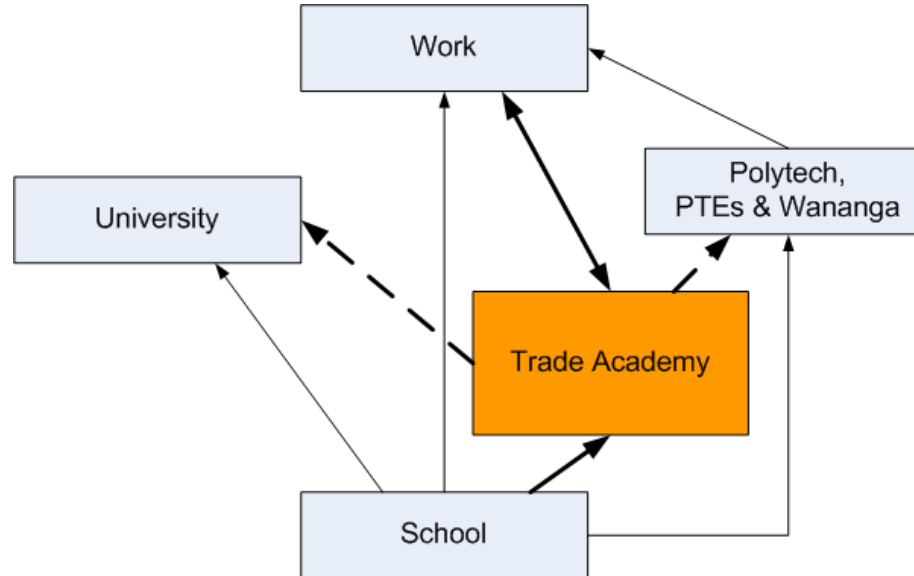 Work
Polytech,
PTEs & Wananga
University
Trade Academy
School